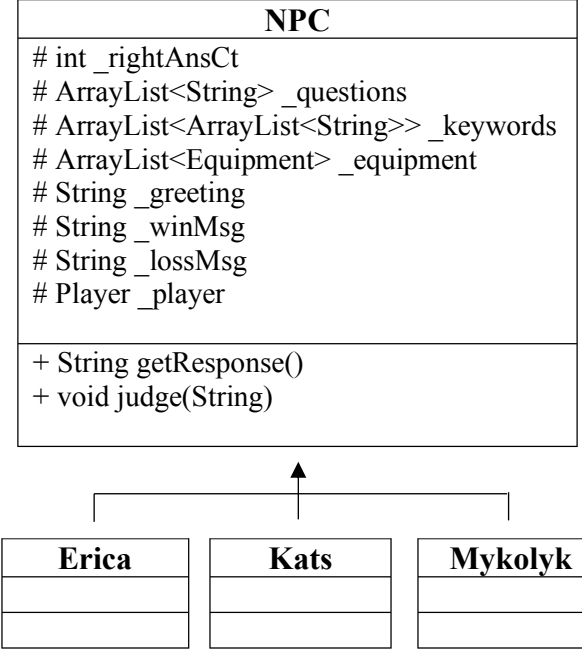 NPC
# int _rightAnsCt
# ArrayList<String> _questions
# ArrayList<ArrayList<String>> _keywords
# ArrayList<Equipment> _equipment
# String _greeting
# String _winMsg
# String _lossMsg
# Player _player
+ String getResponse()
+ void judge(String)
Erica Kats Mykolyk